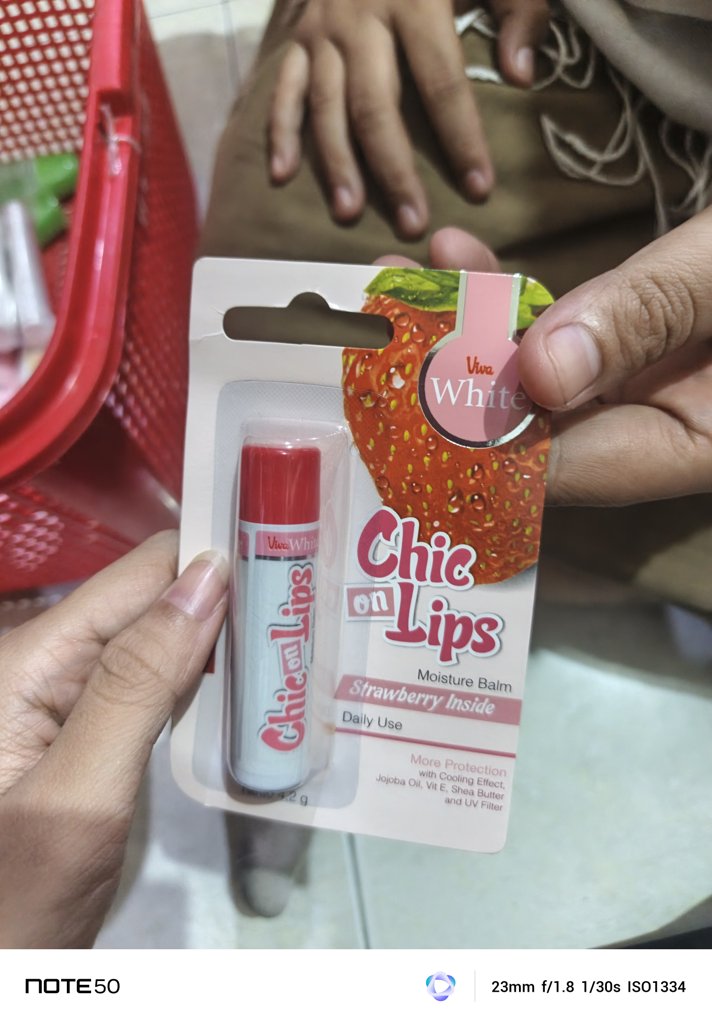 Viva
White
Viva White
Chic on Lips
Chic
on
Lips
Moisture Balm
Strawberry Inside
Daily Use
More Protection
with Cooling Effect,
Jojoba Oil, Vit E, Shea Butter
and UV Filter
NOTE50
23mm f/1.8 1/30s ISO1334